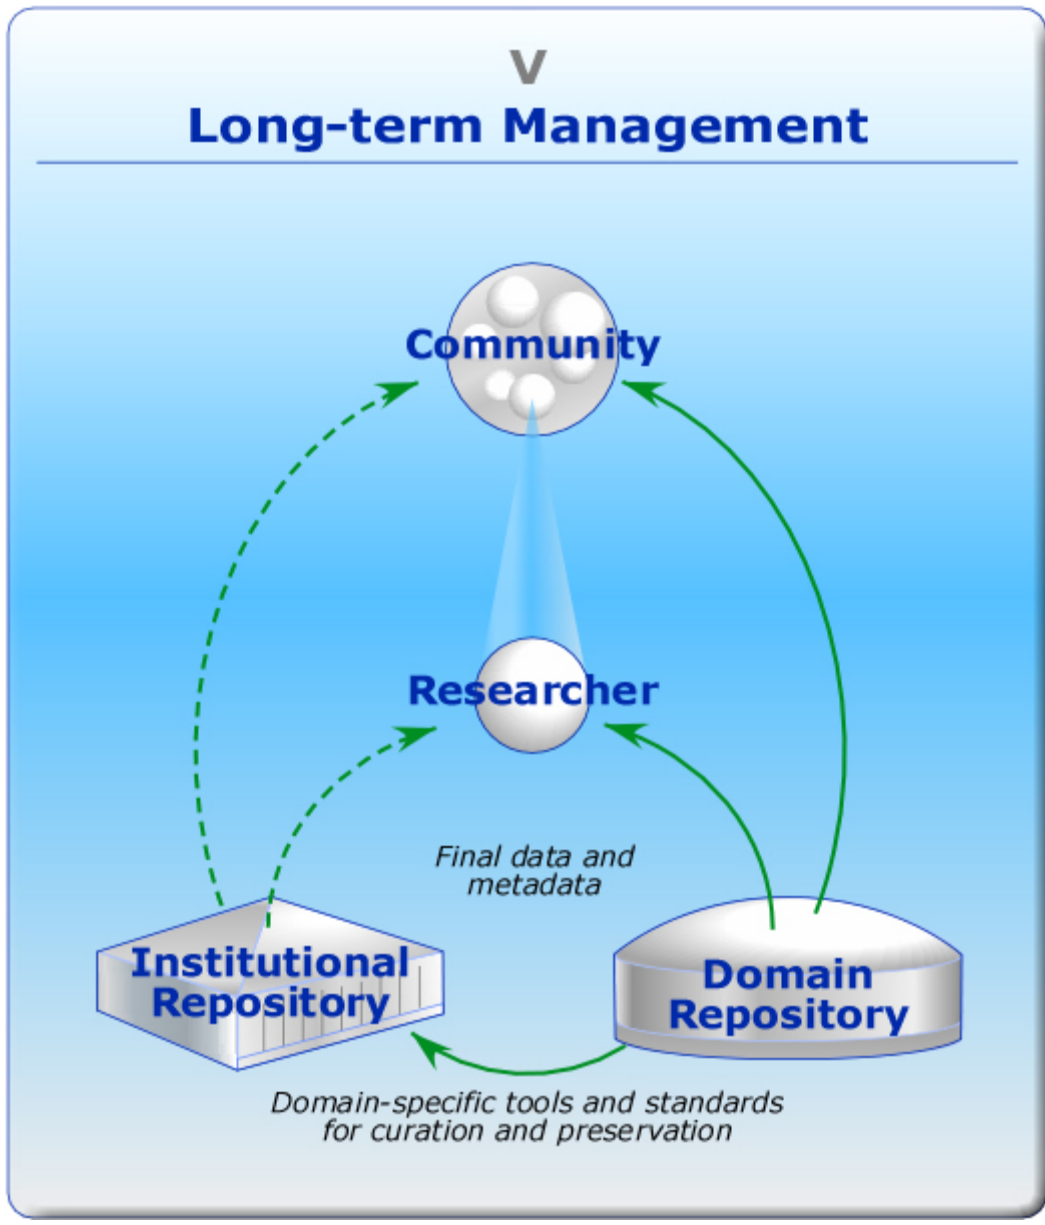 V
Long-term Management
Community
Researcher
Final data and
metadata
Institutional
Repository
Domain
Repository
Domain-specific tools and standards
for curation and preservation